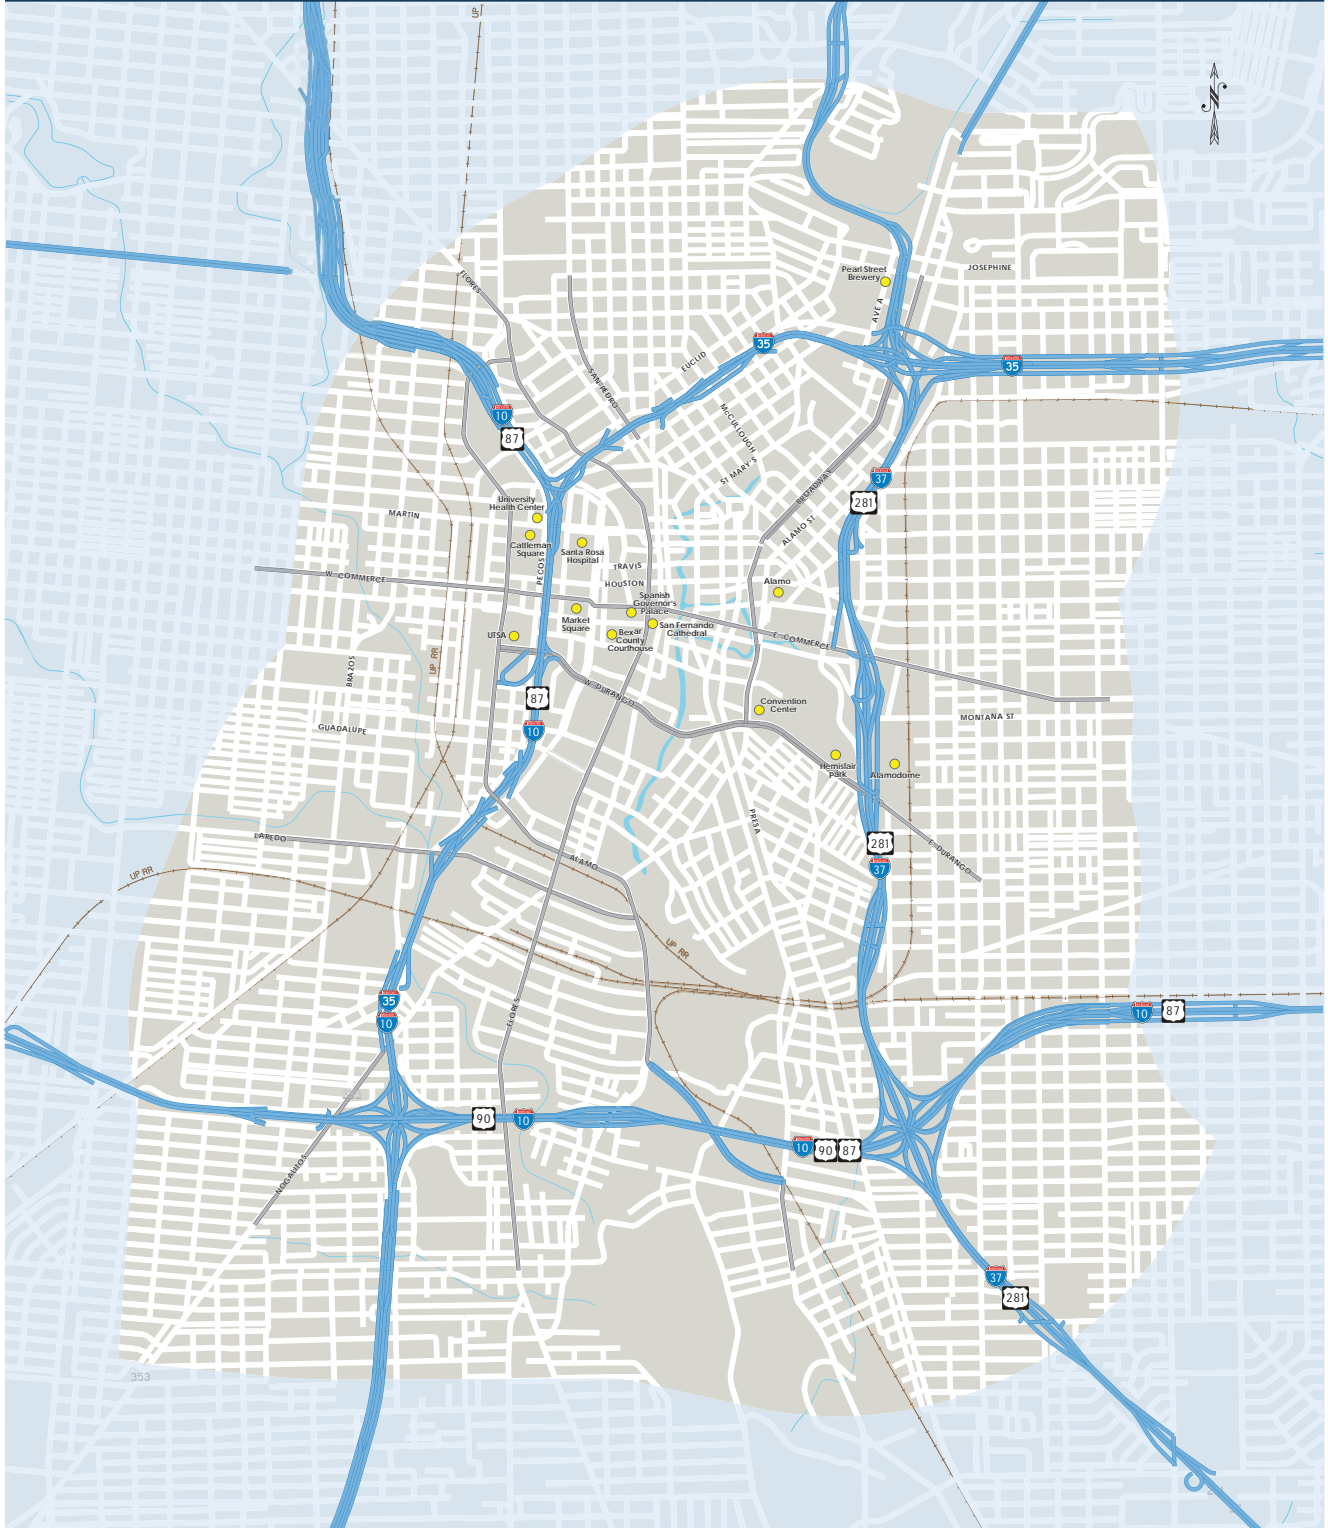 UP
N
Pearl Street
Brewery
JOSEPHINE
FLORES
AVE A
35
EUCLID
35
SAN PEDRO
10
87
McCULLOUGH
ST MARY'S
37
BROADWAY
281
University
Health Center
MARTIN
ALAMO ST
Cattleman
Square
Santa Rosa
Hospital
PECOS
TRAVIS
W. COMMERCE
HOUSTON
Alamo
Spanish
Governor's
Palace
Market
Square
San Fernando
Cathedral
UTSA
Bexar
County
Courthouse
E. COMMERCE
UP RR
BRAZOS
W. DURANGO
87
Convention
Center
MONTANA ST
GUADALUPE
10
Hemisfair
Park
Alamodome
PRESA
LAREDO
281
E. DURANGO
ALAMO
37
UP RR
UP RR
35
10
FLORES
10
87
90
10
10
90
87
NOGALITOS
37
281
353